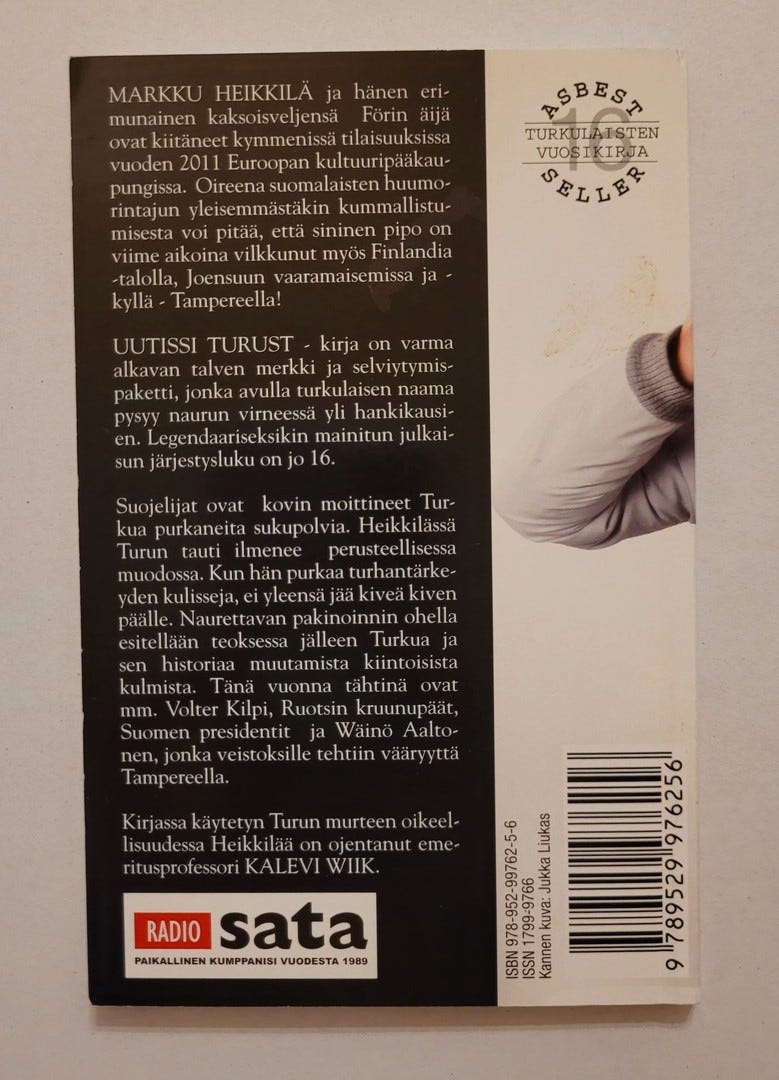 MARKKU HEIKKILÄ ja hänen eri-
munainen kaksoisveljensä Förin äijä
ovat kiitäneet kymmenissä tilaisuuksissa
vuoden 2011 Euroopan kulttuuripääkau-
pungissa. Oireena suomalaisten huumo-
rintajun yleisemmästäkin kummallistu-
misesta voi pitää, että sininen pipo on
viime aikoina vilkkunut myös Finlandia
-talolla, Joensuun vaaramaisemissa ja -
kyllä - Tampereella!
UUTISSI TURUST - kirja on varma
alkavan talven merkki ja selviytymis-
paketti, jonka avulla turkulaisen naama
pysyy naurun virneessä yli hankikausi-
en. Legendaariseksikin mainitun julkai-
sun järjestysluku on jo 16.
Suojelijat ovat kovin moittineet Tur-
kua purkaneita sukupolvia. Heikkilässä
Turun tauti ilmenee perusteellisessa
muodossa. Kun hän purkaa turhantärke-
yden kulisseja, ei yleensä jää kiveä kiven
päälle. Naurettavan pakinoinnin ohella
esitellään teoksessa jälleen Turkua ja
sen historiaa muutamista kiintoisista
kulmista. Tänä vuonna tähtinä ovat
mm. Volter Kilpi, Ruotsin kruunupäät,
Suomen presidentit ja Wäinö Aalto-
nen, jonka veistoksille tehtiin vääryyttä
Tampereella.
Kirjassa käytetyn Turun murteen oikeel-
lisuudessa Heikkilää on ojentanut eme-
ritusprofessori KALEVI WIIK.
RADIO sata
PAIKALLINEN KUMPPANISI VUODESTA 1989
ASBEST
16
TURKULAISTEN
VUOSIKIRJA
SELLER
ISBN 978-952-99762-5-6
ISSN 1799-9766
Kannen kuva: Jukka Liukas
9 789529 976256